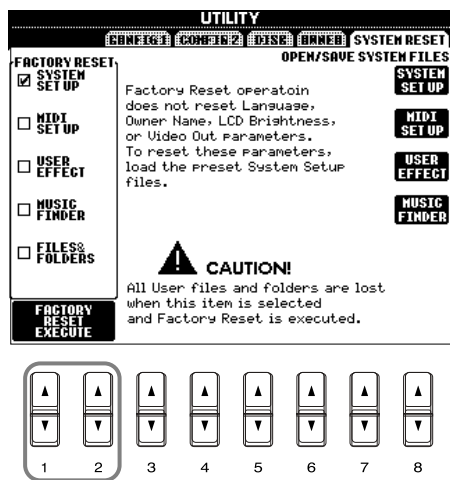 UTILITY
CONFIG 1 CONFIG 2 DISK OWNER SYSTEM RESET
FACTORY RESET
OPEN/SAVE SYSTEM FILES
SYSTEM
SET UP
MIDI
SET UP
USER
EFFECT
MUSIC
FINDER
FILES&
FOLDERS
FACTORY
RESET
EXECUTE
Factory Reset operatoin
does not reset Language,
Owner Name, LCD Brightness,
or Video Out parameters.
To reset these parameters,
load the preset System Setup
files.
CAUTION!
All User files and folders are lost
when this item is selected
and Factory Reset is executed.
SYSTEM
SET UP
MIDI
SET UP
USER
EFFECT
MUSIC
FINDER
1 2 3 4 5 6 7 8